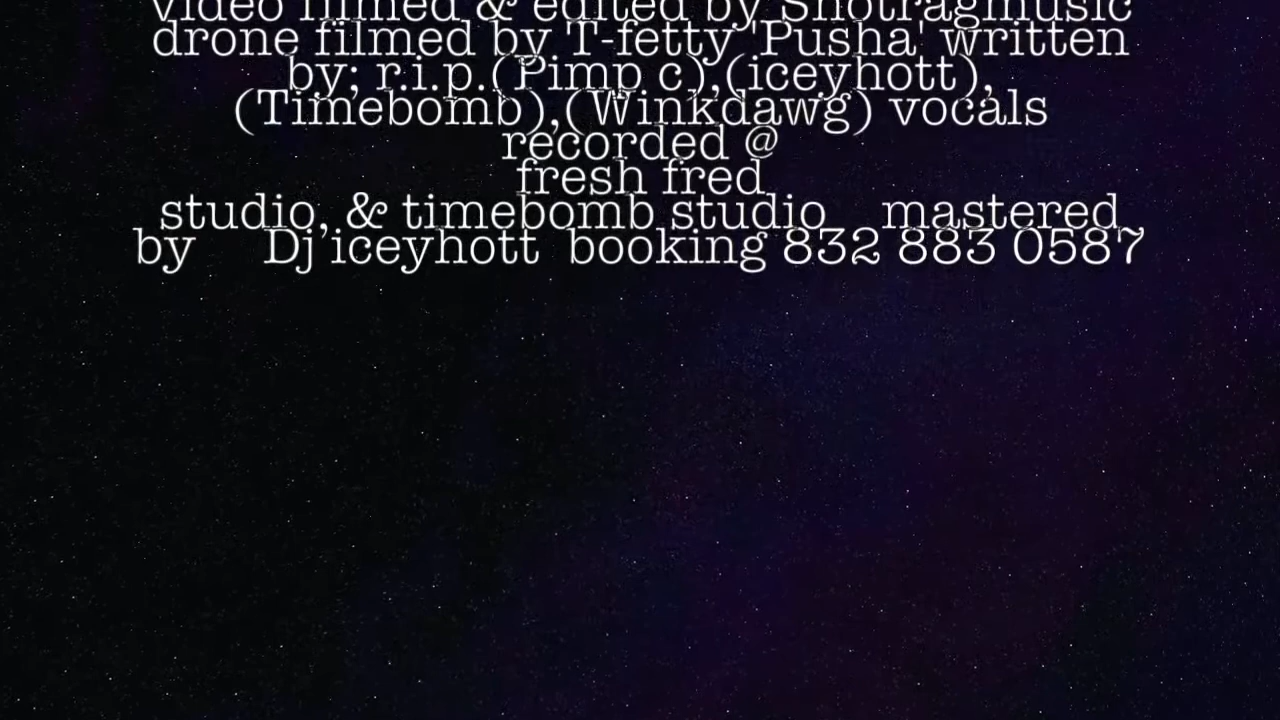 video filmed & edited by Shotragmusic
drone filmed by T-fetty 'Pusha' written
by; r.i.p.(Pimp c),(iceyhott),
(Timebomb),(Winkdawg) vocals
recorded @
fresh fred
studio, & timebomb studio    mastered
by     Dj iceyhott  booking 832 883 0587